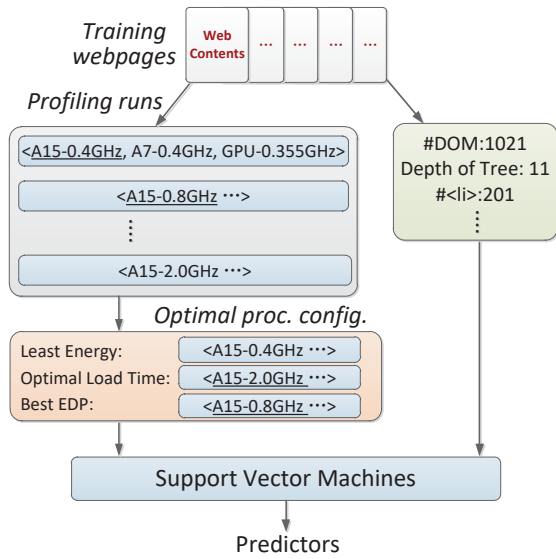 Training
webpages
Web
Contents
...
...
...
...
Profiling runs
<A15-0.4GHz, A7-0.4GHz, GPU-0.355GHz>
<A15-0.8GHz ···>
<A15-2.0GHz ···>
#DOM:1021
Depth of Tree: 11
#<li>:201
Optimal proc. config.
Least Energy: <A15-0.4GHz ···>
Optimal Load Time: <A15-2.0GHz ···>
Best EDP: <A15-0.8GHz ···>
Support Vector Machines
Predictors